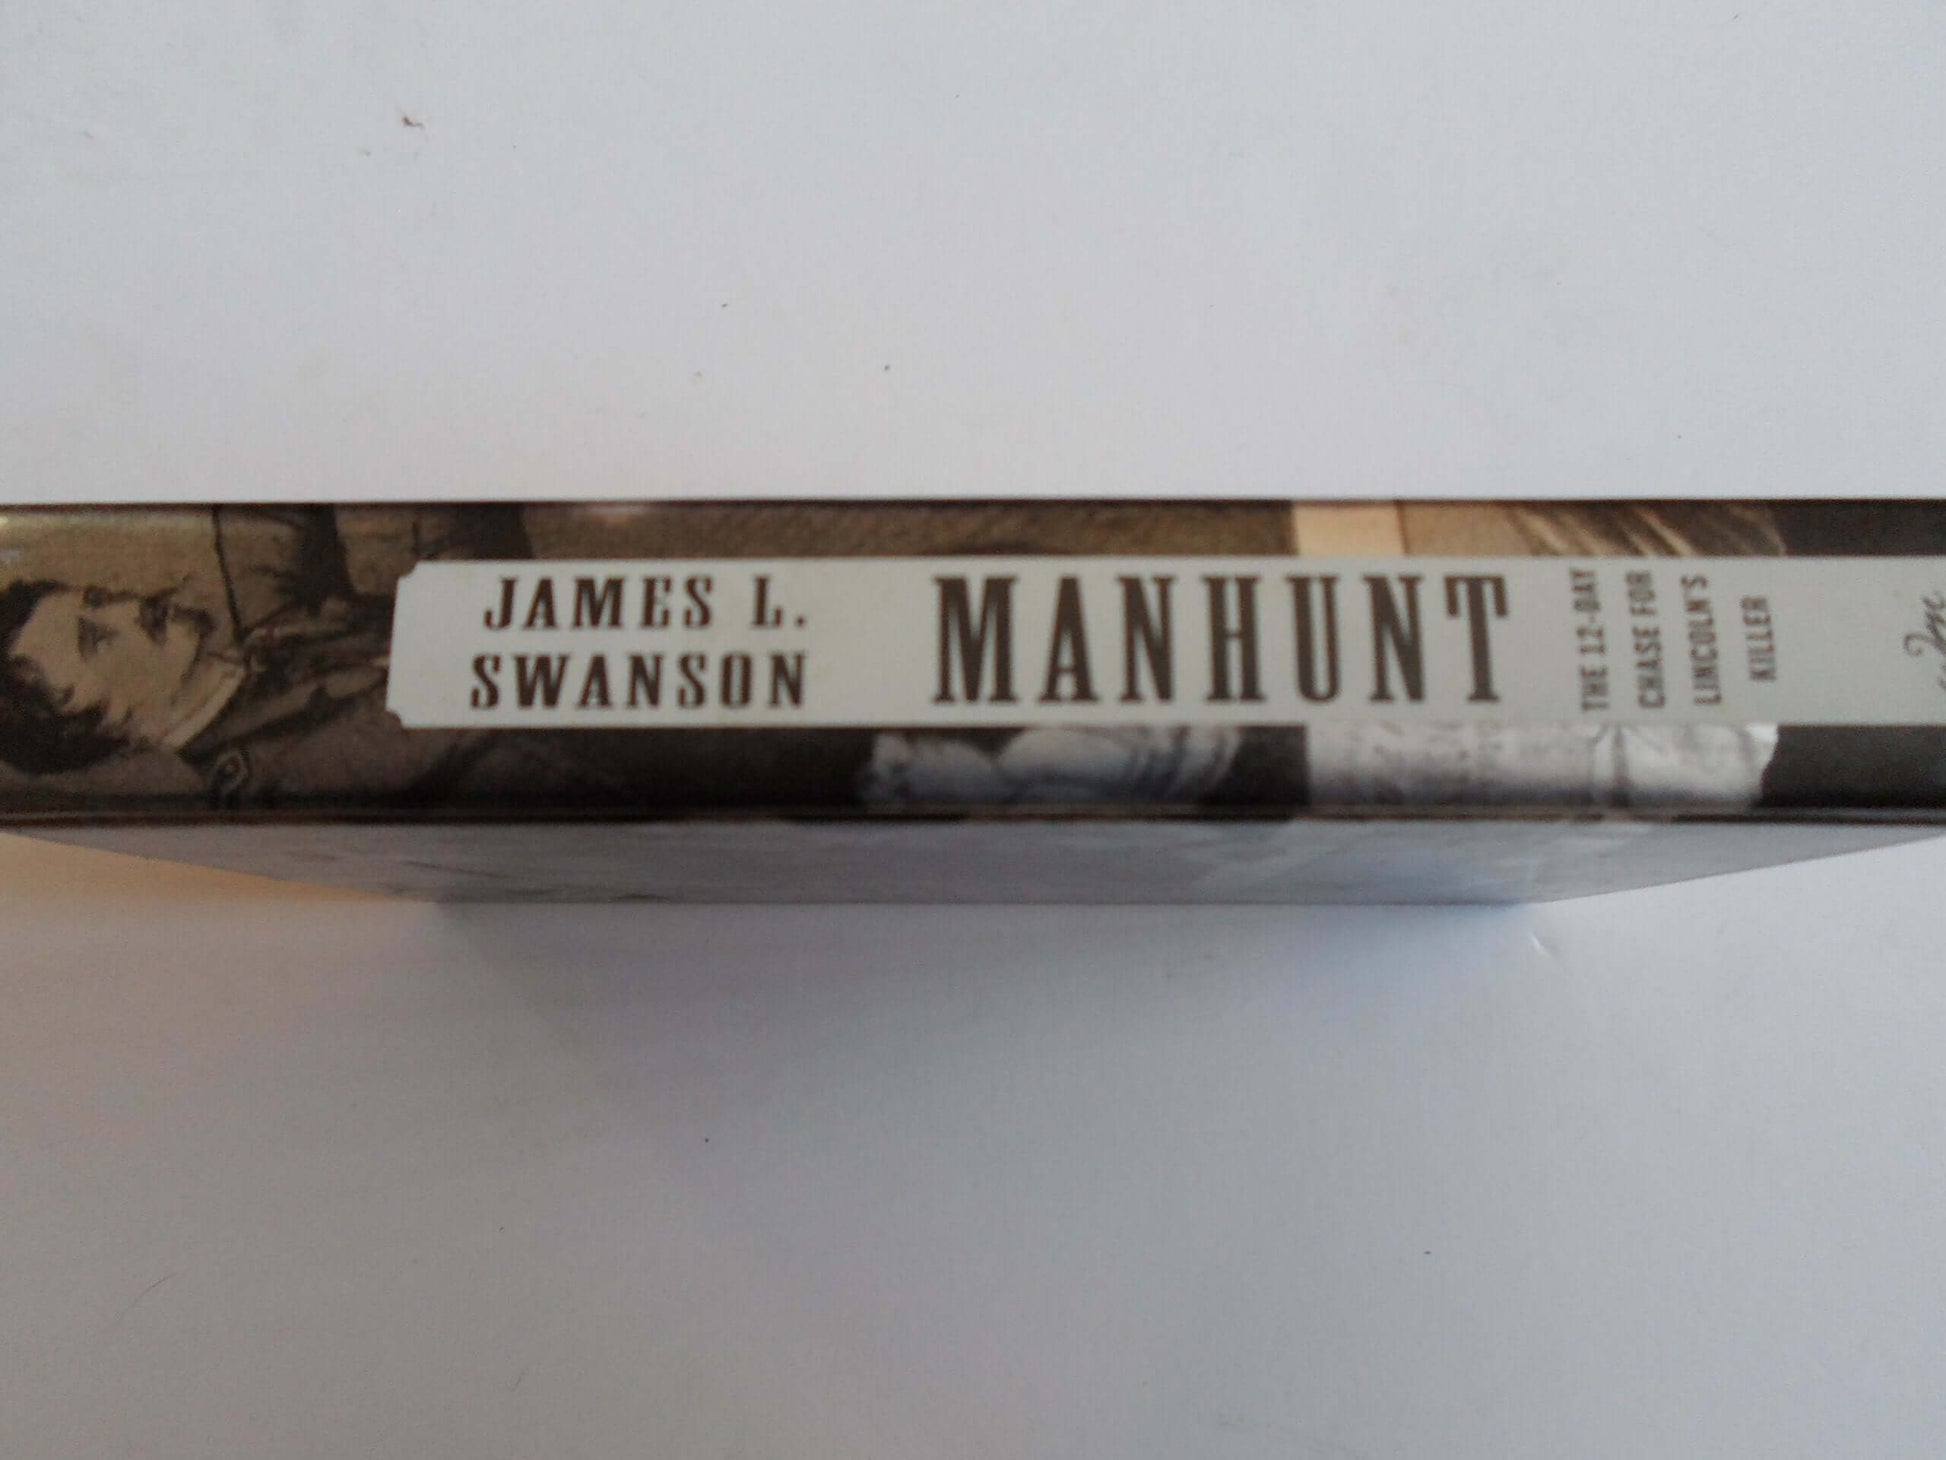 JAMES L.
SWANSON
MANHUNT
THE 12-DAY
CHASE FOR
LINCOLN'S
KILLER